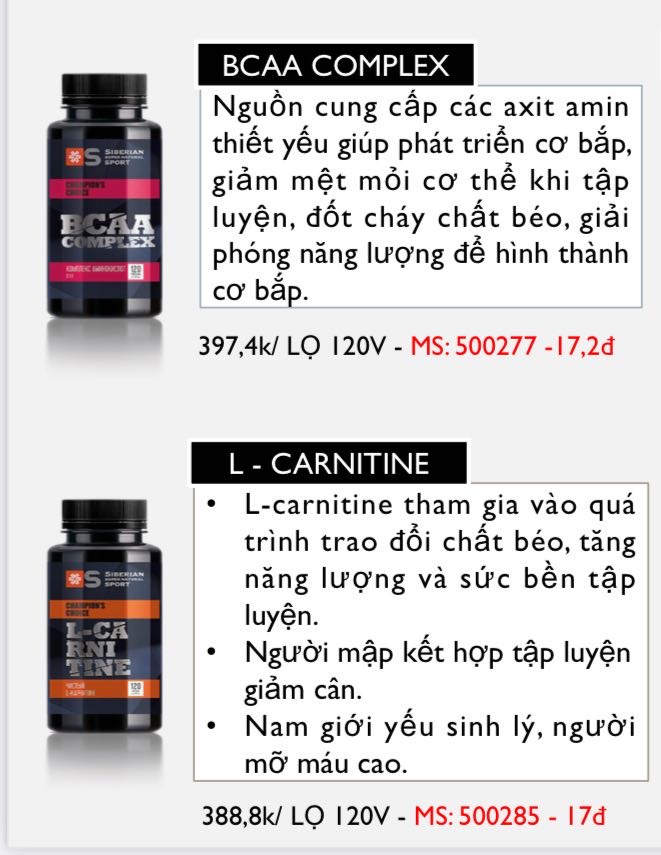 BCAA COMPLEX
Nguồn cung cấp các axit amin
thiết yếu giúp phát triển cơ bắp,
giảm mệt mỏi cơ thể khi tập
luyện, đốt cháy chất béo, giải
phóng năng lượng để hình thành
cơ bắp.
SIBERIAN
SUPER NATURAL
SPORT
CHAMPION'S
CHOICE
BCAA
COMPLEX
КОМПЛЕКС АМИНОКИСЛОТ
120
397,4k/ LỌ 120V - MS: 500277 -17,2đ
L - CARNITINE
• L-carnitine tham gia vào quá
trình trao đổi chất béo, tăng
năng lượng và sức bền tập
luyện.
• Người mập kết hợp tập luyện
giảm cân.
• Nam giới yếu sinh lý, người
mỡ máu cao.
SIBERIAN
SUPER NATURAL
SPORT
CHAMPION'S
CHOICE
L-CA
RNI
TINE
ЧИСТЫЙ
L-КАРНИТИН
120
388,8k/ LỌ 120V - MS: 500285 - 17đ